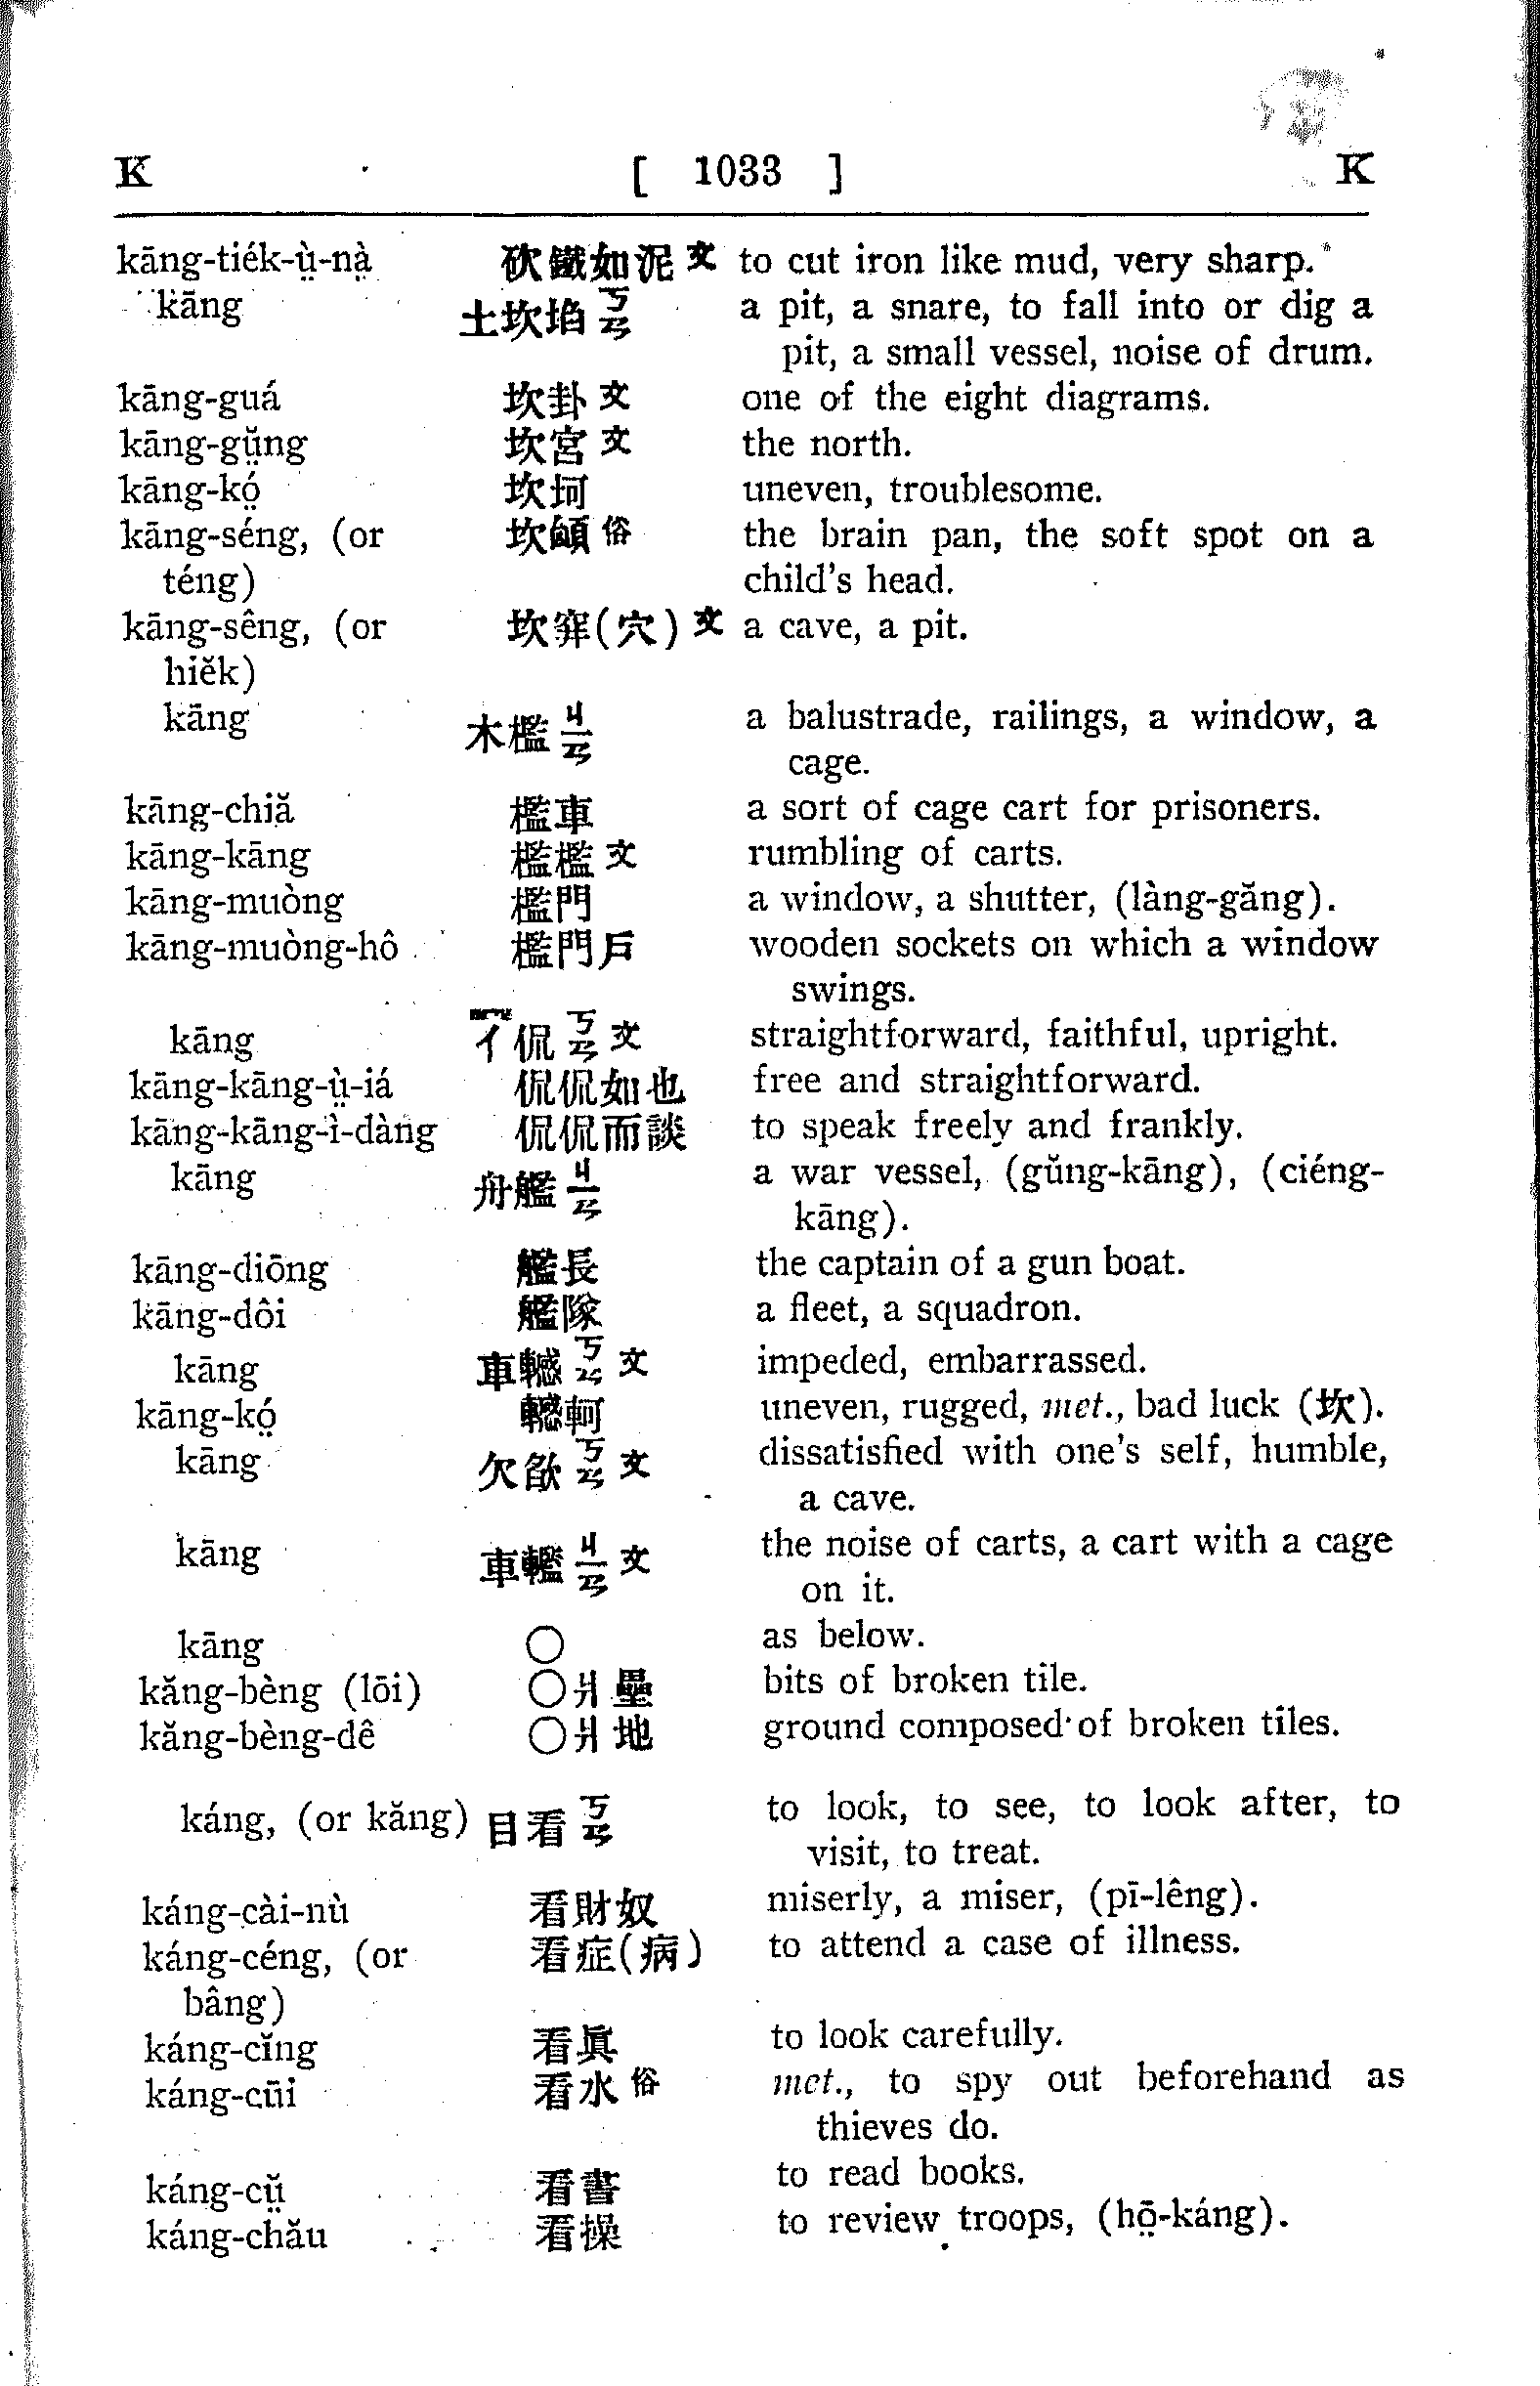 K [ 1033 ] K
kāng-tiék-ṳ̀-nà̤ 砍鐵如泥 文 to cut iron like mud, very sharp.
kāng 土坎埳 ㄎㄢ a pit, a snare, to fall into or dig a
pit, a small vessel, noise of drum.
kāng-guá 坎卦 文 one of the eight diagrams.
kāng-gṳ̆ng 坎宮 文 the north.
kāng-kó̤ 坎坷 uneven, troublesome.
kāng-séng, (or 坎顖 俗 the brain pan, the soft spot on a
téng) child's head.
kāng-sêng, (or 坎穽(穴) 文 a cave, a pit.
hiĕk)
kāng 木檻 ㄐㄧㄢ a balustrade, railings, a window, a
cage.
kāng-chiă 檻車 a sort of cage cart for prisoners.
kāng-kāng 檻檻 文 rumbling of carts.
kāng-muòng 檻門 a window, a shutter, (làng-găng).
kāng-muòng-hô 檻門戶 wooden sockets on which a window
swings.
kāng 亻侃 ㄎㄢ 文 straightforward, faithful, upright.
kāng-kāng-ṳ̀-iá 侃侃如也 free and straightforward.
kāng-kāng-ì-dàng 侃侃而談 to speak freely and frankly.
kāng 舟艦 ㄐㄧㄢ a war vessel, (gŭng-kāng), (ciéng-
kāng).
kāng-diōng 艦長 the captain of a gun boat.
kāng-dôi 艦隊 a fleet, a squadron.
kāng 車轗 ㄎㄢ 文 impeded, embarrassed.
kāng-kó̤ 轗軻 uneven, rugged, met., bad luck (坎).
kāng 欠欿 ㄎㄢ 文 dissatisfied with one's self, humble,
a cave.
kāng 車轞 ㄐㄧㄢ 文 the noise of carts, a cart with a cage
on it.
kāng ○ as below.
kăng-bèng (lōi) ○爿壘 bits of broken tile.
kăng-bèng-dê ○爿地 ground composed of broken tiles.
káng, (or kăng) 目看 ㄎㄢ to look, to see, to look after, to
visit, to treat.
káng-cài-nù 看財奴 miserly, a miser, (pī-lêng).
káng-céng, (or 看症(病) to attend a case of illness.
bâng)
káng-cĭng 看眞 to look carefully.
káng-cūi 看水 俗 met., to spy out beforehand as
thieves do.
káng-cṳ̆ 看書 to read books.
káng-chău 看操 to review troops, (hō̤-káng).